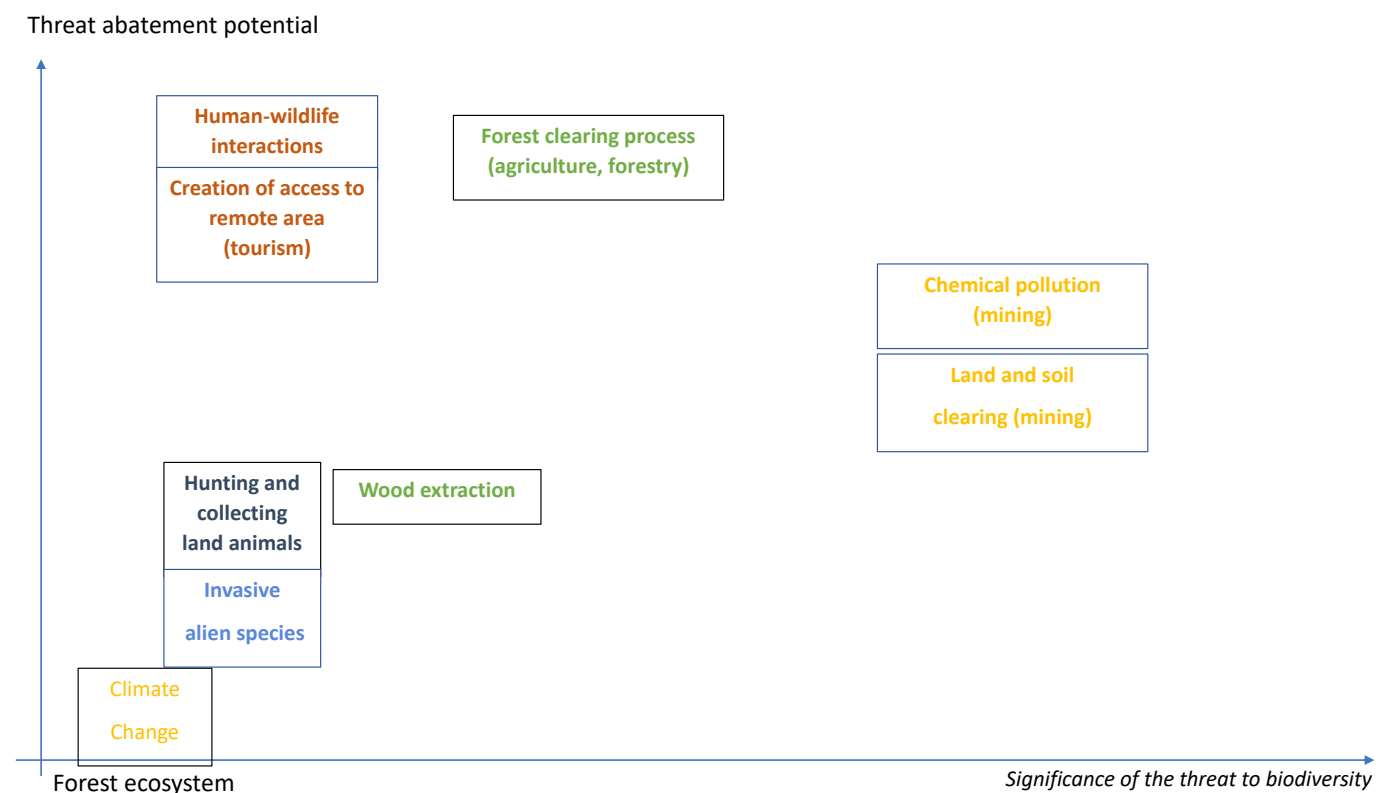 Threat abatement potential
Human-wildlife
interactions
Creation of access to
remote area
(tourism)
Forest clearing process
(agriculture, forestry)
Chemical pollution
(mining)
Land and soil
clearing (mining)
Hunting and
collecting
land animals
Wood extraction
Invasive
alien species
Climate
Change
Forest ecosystem
Significance of the threat to biodiversity